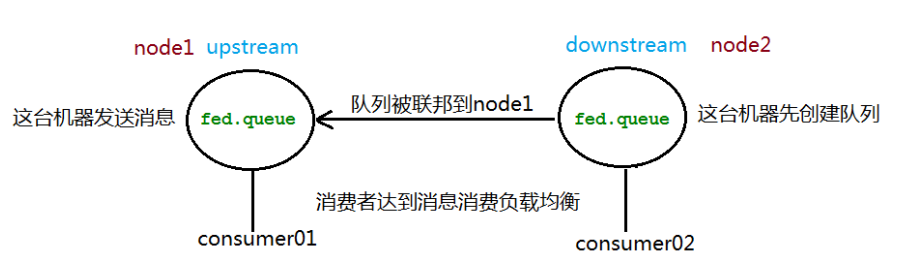 node1 upstream
downstream node2
这台机器发送消息
fed.queue
队列被联邦到node1
fed.queue
这台机器先创建队列
消费者达到消息消费负载均衡
consumer01
consumer02